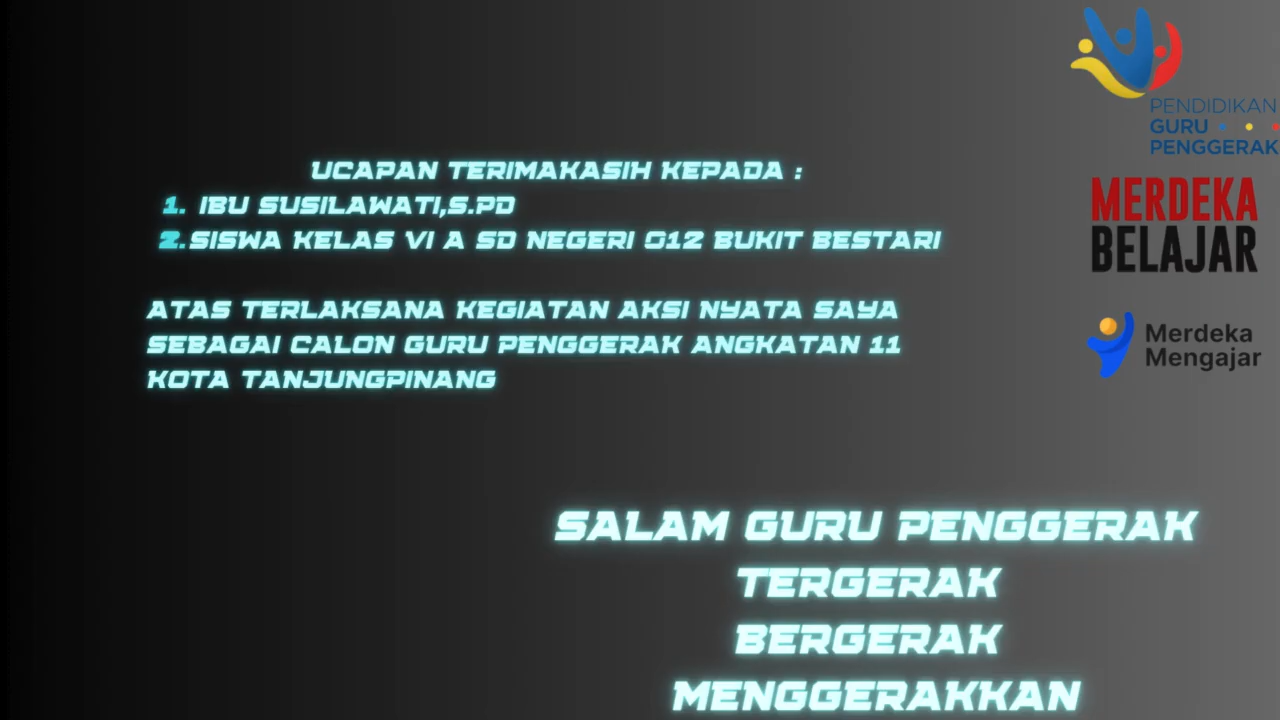 PENDIDIKAN
GURU
PENGGERAK
MERDEKA
BELAJAR
Merdeka
Mengajar
UCAPAN TERIMAKASIH KEPADA :
1. IBU SUSILAWATI,S.PD
2.SISWA KELAS VI A SD NEGERI 012 BUKIT BESTARI
ATAS TERLAKSANA KEGIATAN AKSI NYATA SAYA
SEBAGAI CALON GURU PENGGERAK ANGKATAN 11
KOTA TANJUNGPINANG
SALAM GURU PENGGERAK
TERGERAK
BERGERAK
MENGGERAKKAN